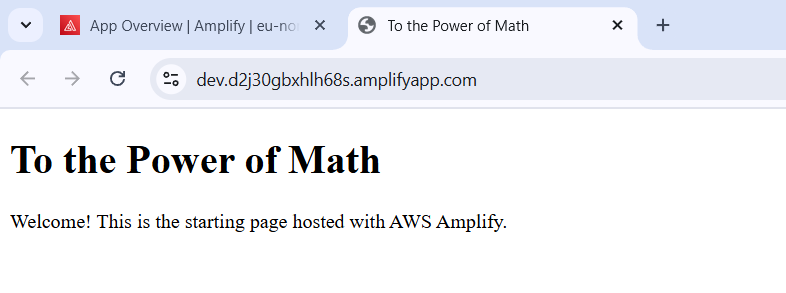 App Overview | Amplify | eu-no
To the Power of Math
dev.d2j30gbxhlh68s.amplifyapp.com
To the Power of Math
Welcome! This is the starting page hosted with AWS Amplify.